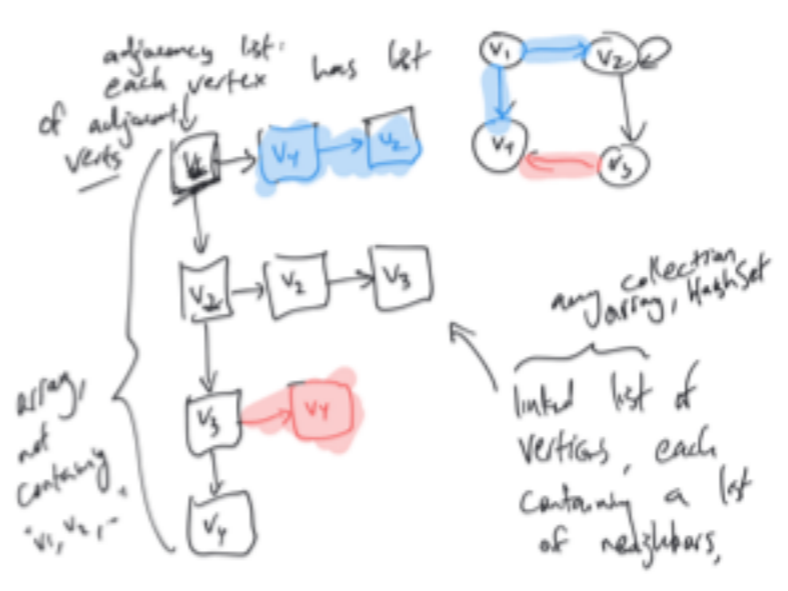 adjacency list:
each vertex has list
of adjacent
verts
V1 V4 V2
V2 V2 V3
V3 V4
V4
V1 V2
V4 V3
array,
not
containing
"V1, V2, ..
any collection
array, HashSet
linked list of
verticies, each
containing a list
of neighbors,